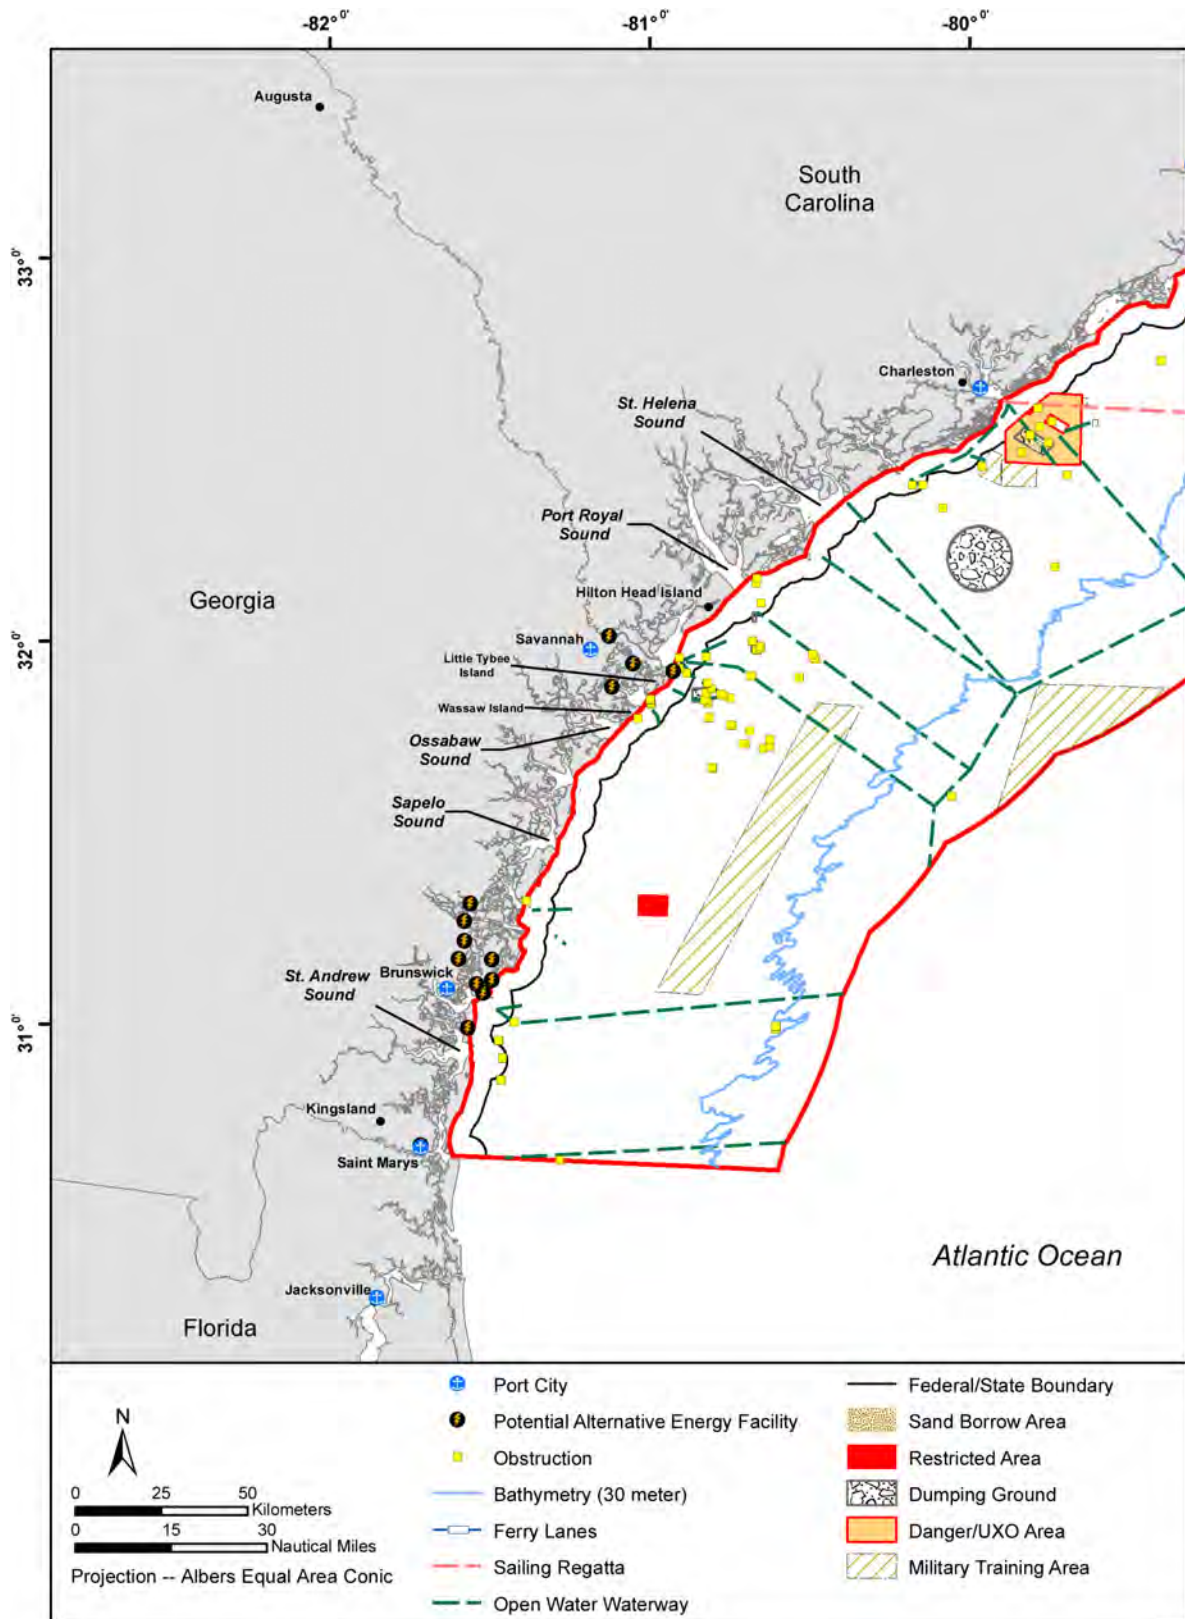 -82°0'
-81°0'
-80°0'
Augusta
South
Carolina
33°0'
Charleston
St. Helena
Sound
Port Royal
Sound
Georgia
Hilton Head Island
32°0'
Savannah
Little Tybee
Island
Wassaw Island
Ossabaw
Sound
Sapelo
Sound
Brunswick
St. Andrew
Sound
31°0'
Kingsland
Saint Marys
Atlantic Ocean
Jacksonville
Florida
N
0 25 50
Kilometers
0 15 30
Nautical Miles
Projection -- Albers Equal Area Conic
Port City
Potential Alternative Energy Facility
Obstruction
Bathymetry (30 meter)
Ferry Lanes
Sailing Regatta
Open Water Waterway
Federal/State Boundary
Sand Borrow Area
Restricted Area
Dumping Ground
Danger/UXO Area
Military Training Area